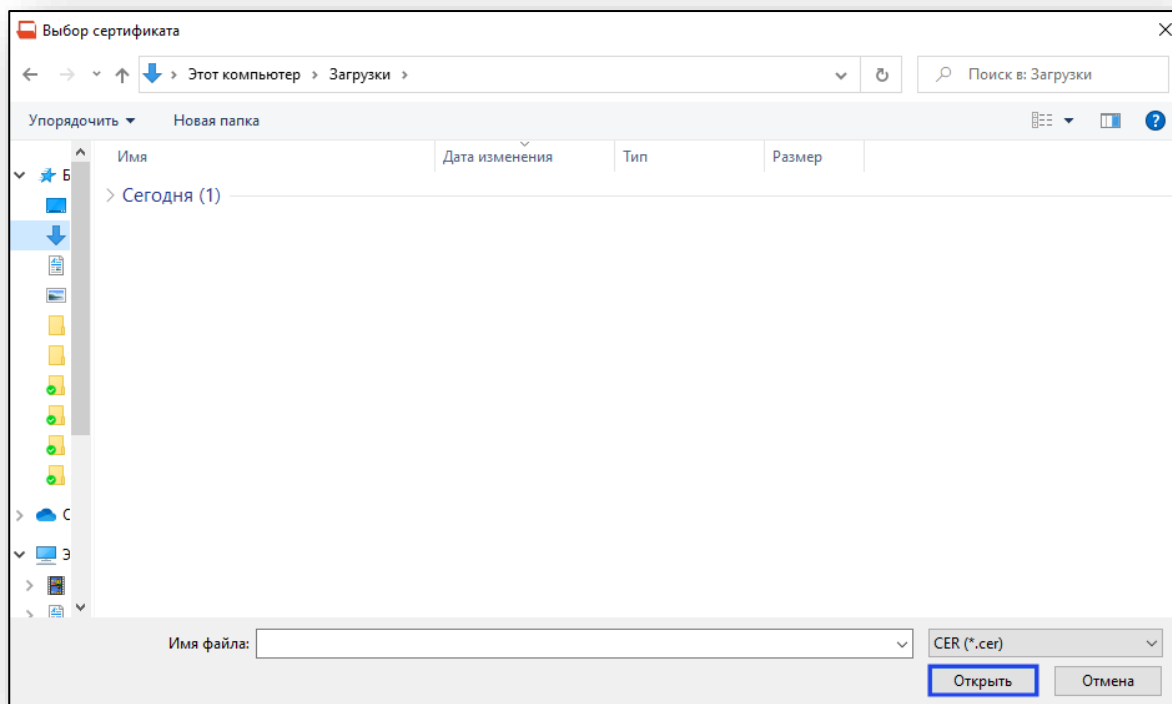 Выбор сертификата
Этот компьютер > Загрузки >
Поиск в: Загрузки
Упорядочить
Новая папка
Имя
Дата изменения
Тип
Размер
Б
Сегодня (1)
С
Э
Имя файла:
CER (*.cer)
Открыть
Отмена